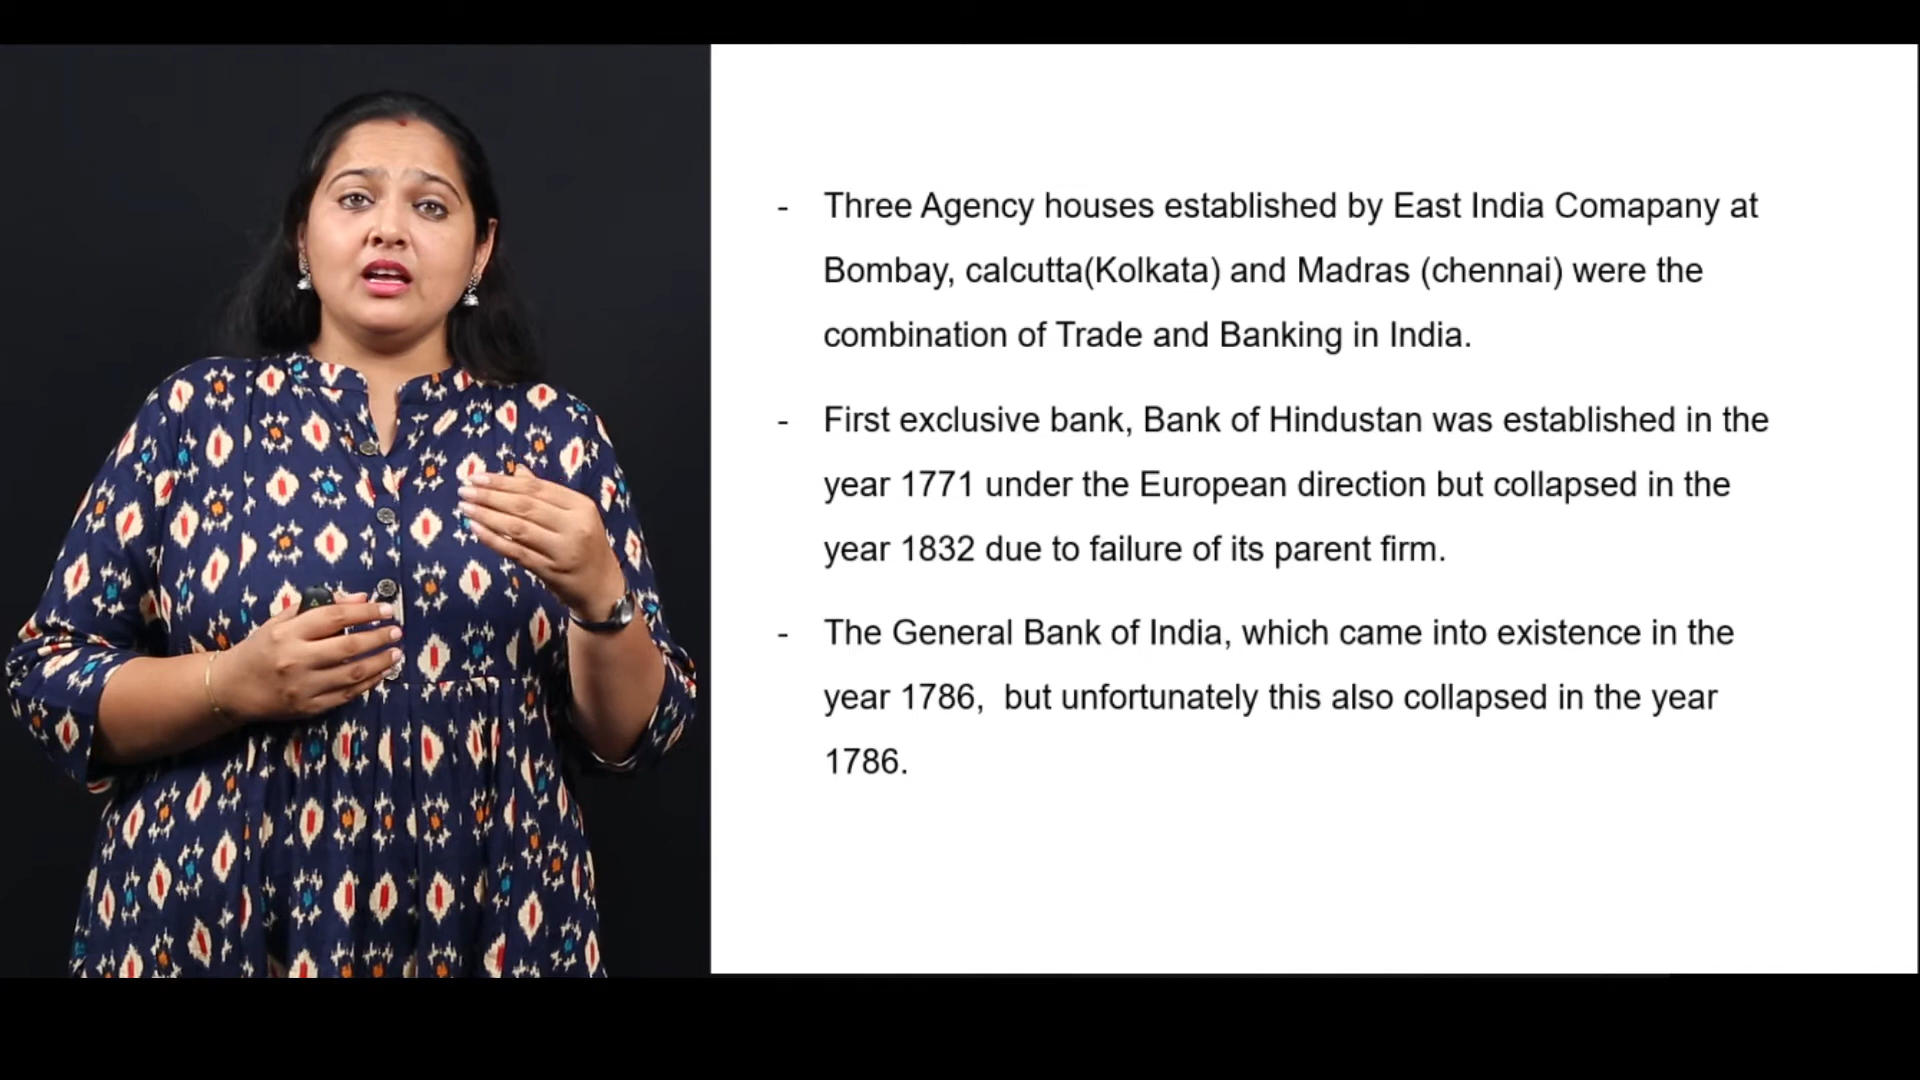 - Three Agency houses established by East India Comapany at
Bombay, calcutta(Kolkata) and Madras (chennai) were the
combination of Trade and Banking in India.
- First exclusive bank, Bank of Hindustan was established in the
year 1771 under the European direction but collapsed in the
year 1832 due to failure of its parent firm.
- The General Bank of India, which came into existence in the
year 1786,  but unfortunately this also collapsed in the year
1786.